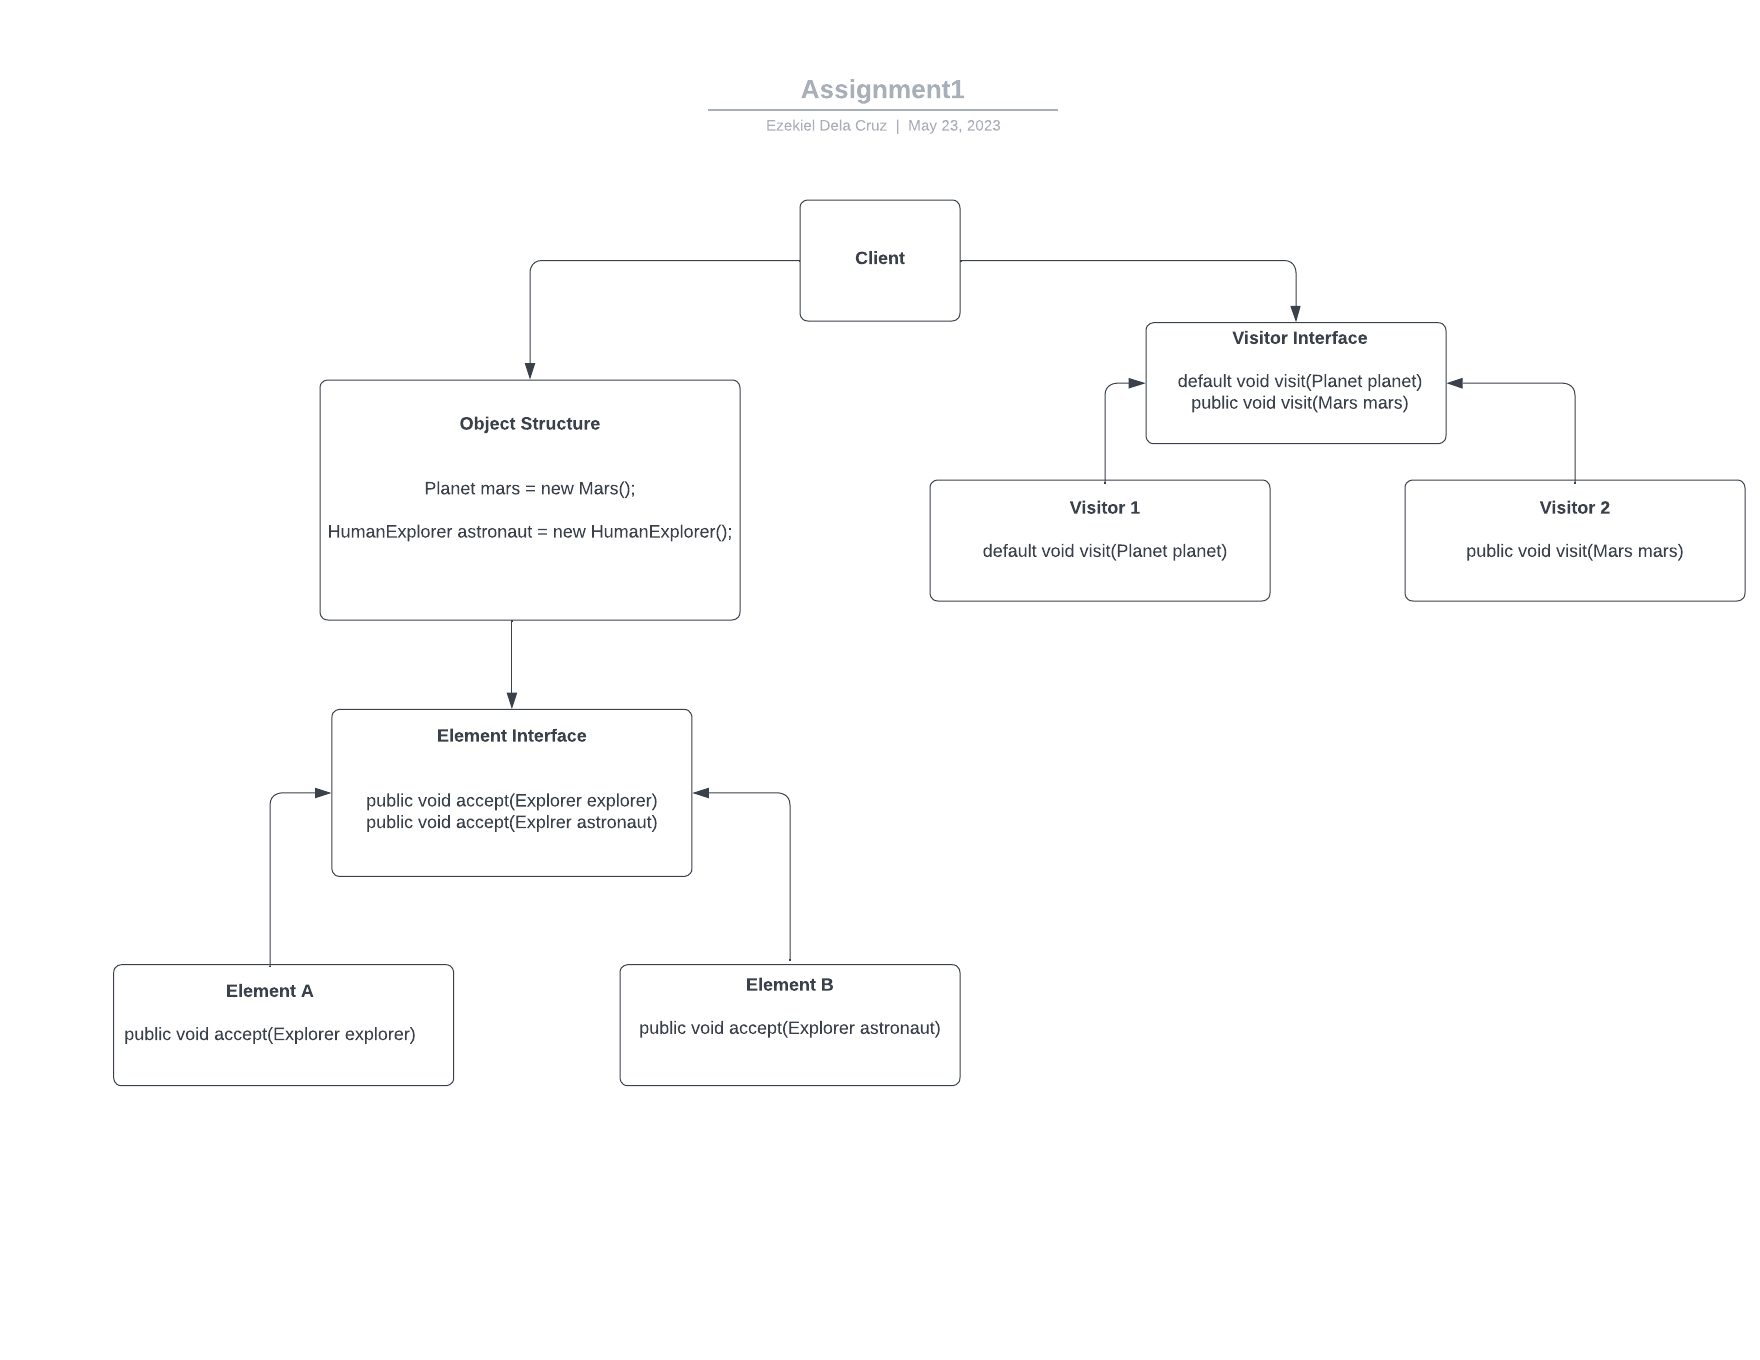 Assignment1
Ezekiel Dela Cruz | May 23, 2023
Client
Visitor Interface
default void visit(Planet planet)
public void visit(Mars mars)
Object Structure
Planet mars = new Mars();
HumanExplorer astronaut = new HumanExplorer();
Visitor 1
default void visit(Planet planet)
Visitor 2
public void visit(Mars mars)
Element Interface
public void accept(Explorer explorer)
public void accept(Explrer astronaut)
Element A
public void accept(Explorer explorer)
Element B
public void accept(Explorer astronaut)